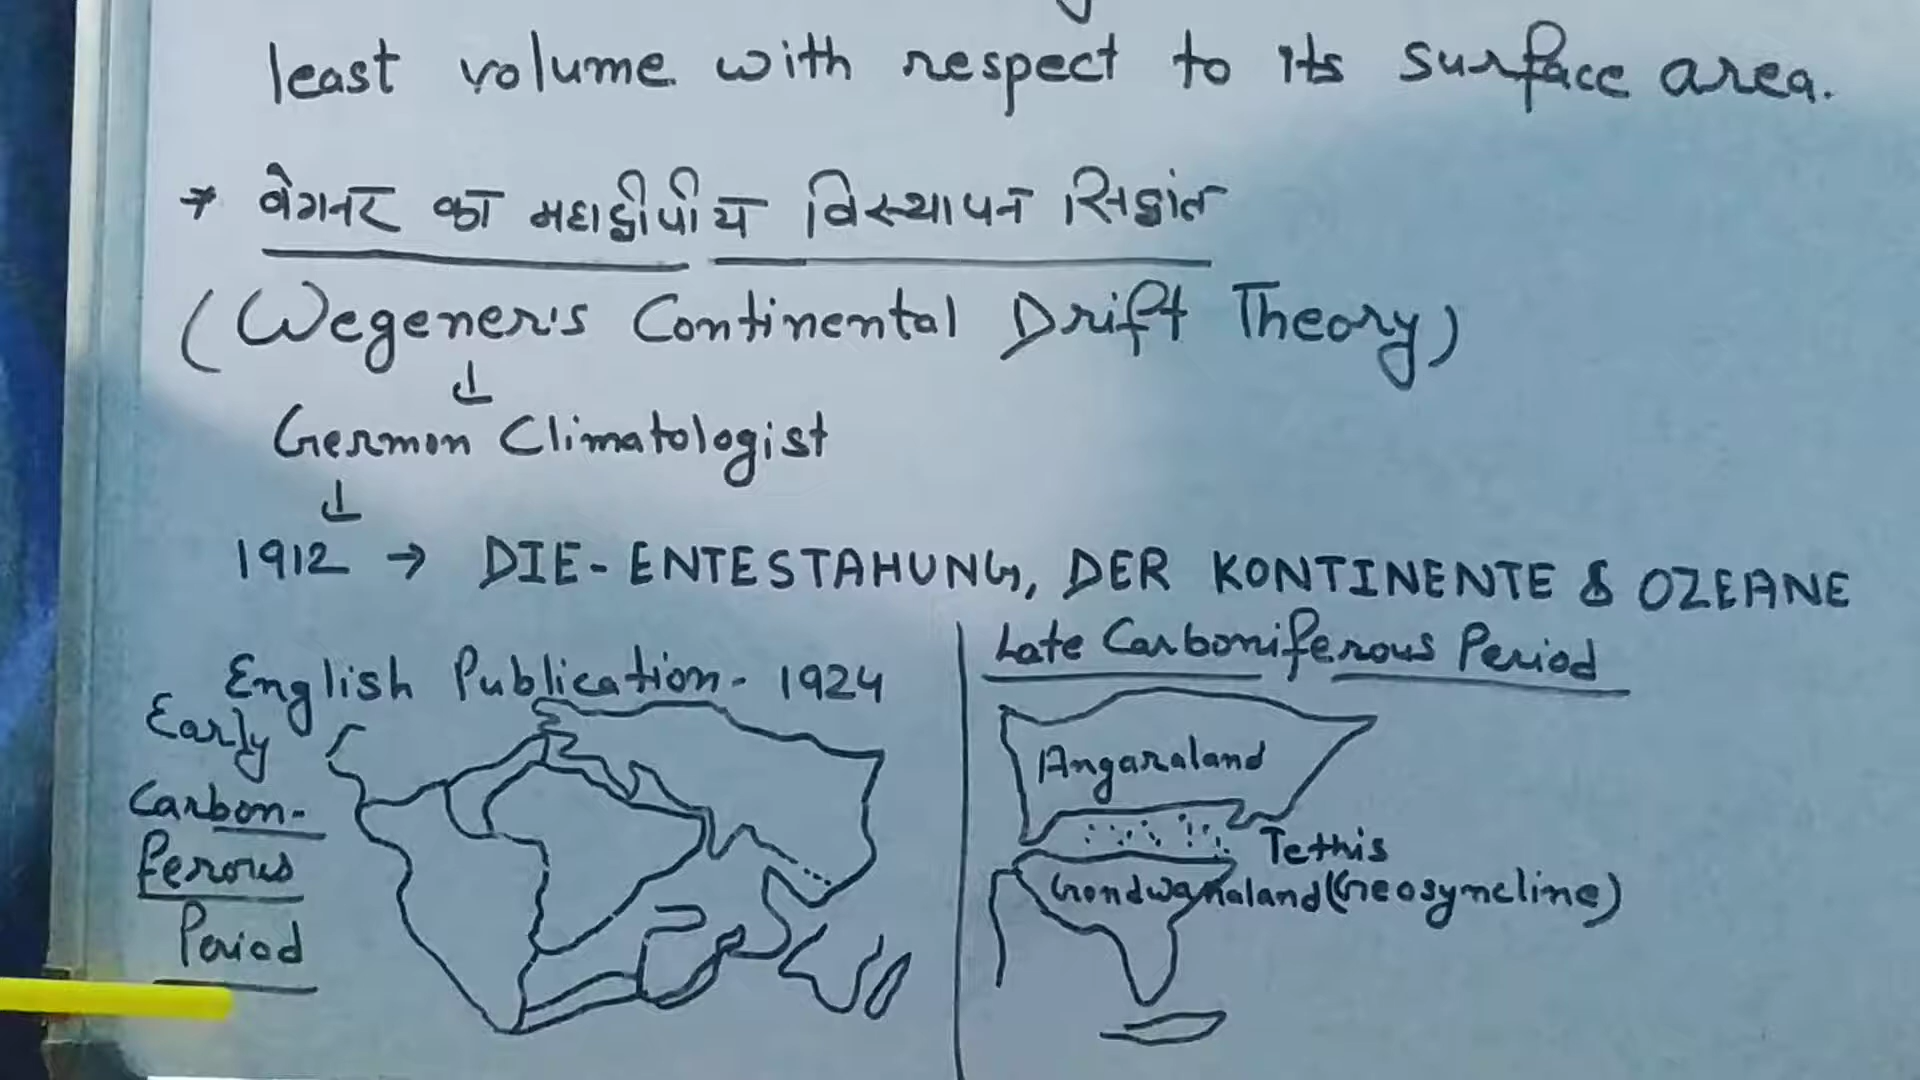 least volume with respect to its surface area.
→ वेगनर का महाद्वीपीय विस्थापन सिद्धांत
(Wegener's Continental Drift Theory)
↓
German Climatologist
↓
1912 → DIE-ENTESTAHUNG, DER KONTINENTE & OZEANE
English Publication- 1924
Early
Carbon-
ferous
Period
Late Carboniferous Period
Angaraland
Tethis
Gondwanaland (Geosyncline)